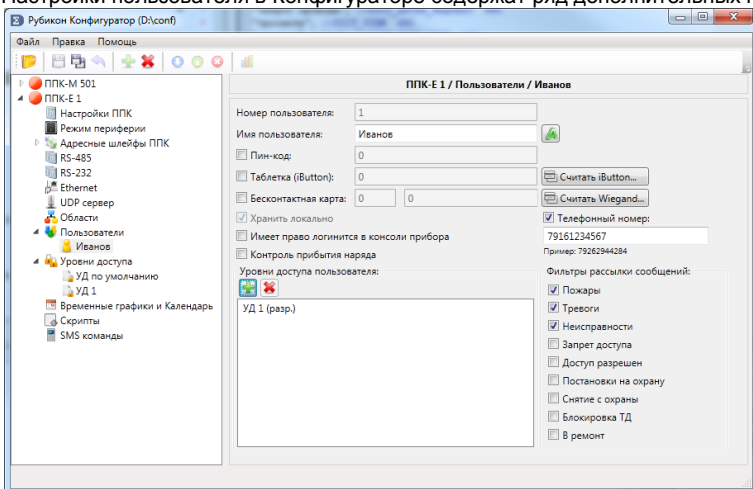 Настройки пользователя в Конфигураторе содержат ряд дополнительных
Рубикон Конфигуратор (D:\conf)
Файл Правка Помощь
ППК-М 501
ППК-Е 1
Настройки ППК
Режим периферии
Адресные шлейфы ППК
RS-485
RS-232
Ethernet
UDP сервер
Области
Пользователи
Иванов
Уровни доступа
УД по умолчанию
УД 1
Временные графики и Календарь
Скрипты
SMS команды
ППК-Е 1 / Пользователи / Иванов
Номер пользователя: 1
Имя пользователя: Иванов
Пин-код: 0
Таблетка (iButton): 0 Считать iButton...
Бесконтактная карта: 0 0 Считать Wiegand...
Хранить локально
Имеет право логинится в консоли прибора
Контроль прибытия наряда
Телефонный номер:
79161234567
Пример: 79262944284
Уровни доступа пользователя:
УД 1 (разр.)
Фильтры рассылки сообщений:
Пожары
Тревоги
Неисправности
Запрет доступа
Доступ разрешен
Постановки на охрану
Снятие с охраны
Блокировка ТД
В ремонт